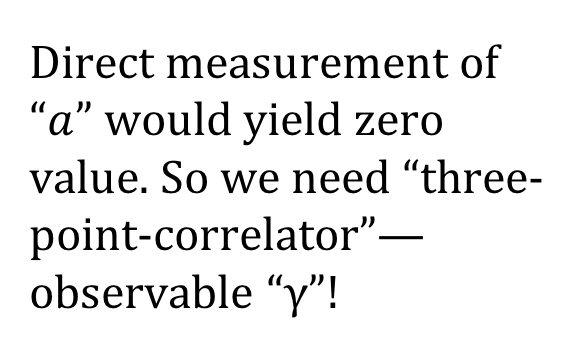 Direct measurement of
“a” would yield zero
value. So we need “three-
point-correlator”—
observable “γ”!